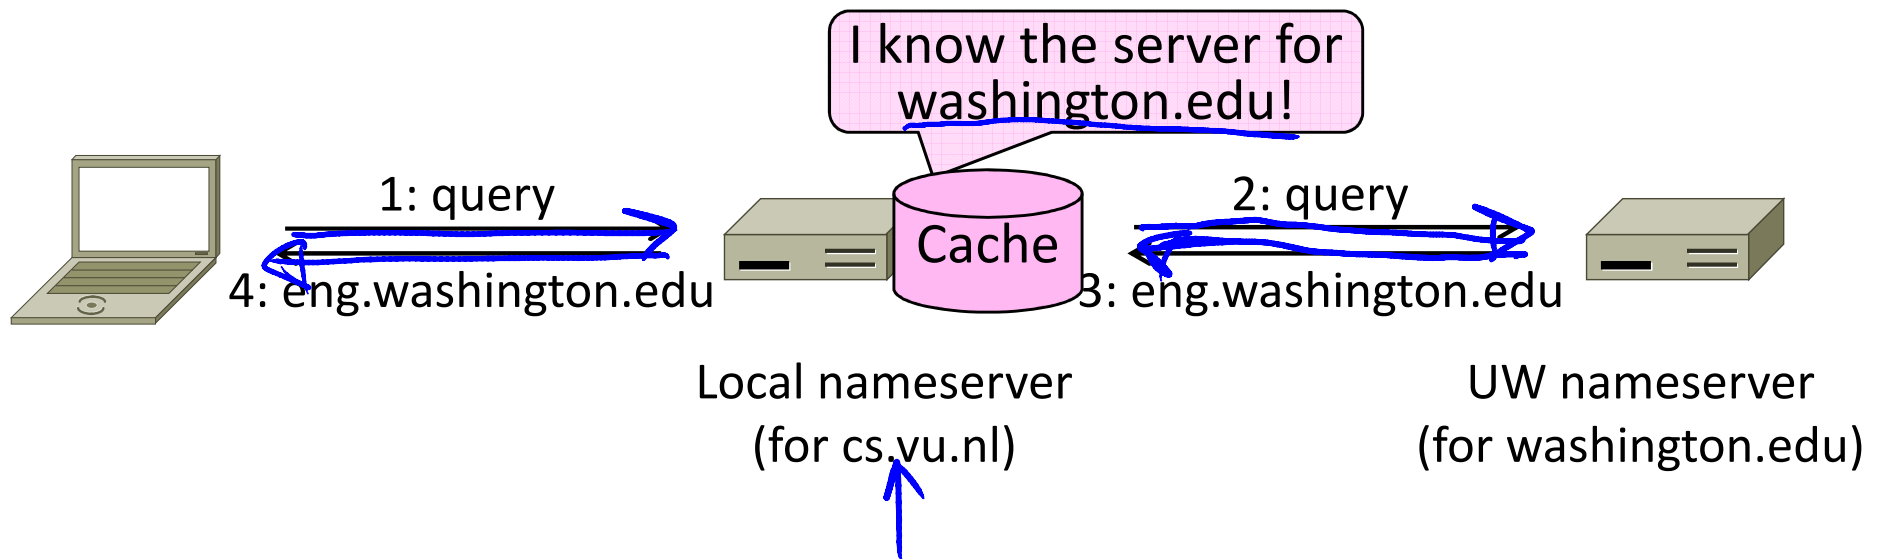 I know the server for
washington.edu!
1: query
2: query
Cache
4: eng.washington.edu
3: eng.washington.edu
Local nameserver
(for cs.vu.nl)
UW nameserver
(for washington.edu)